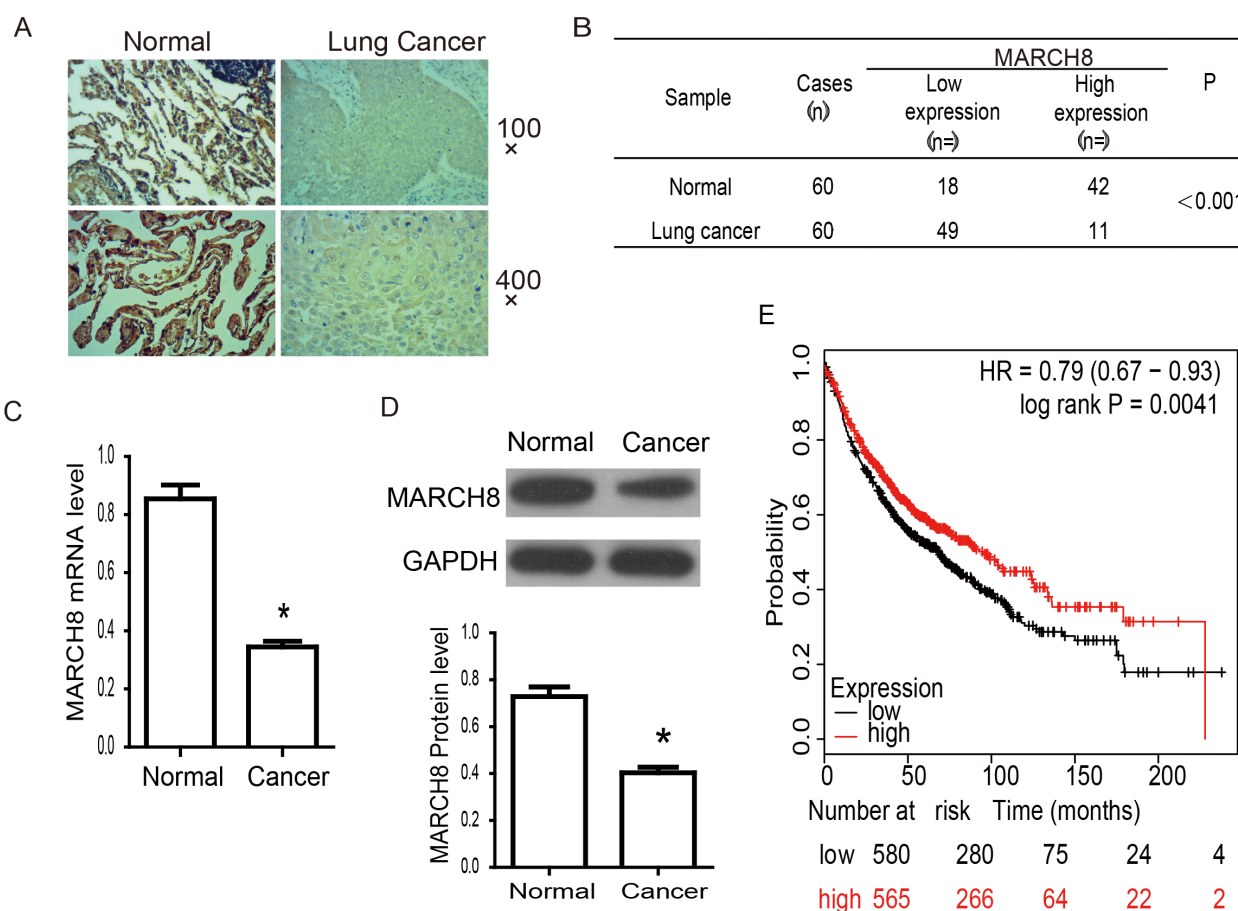 A
Normal Lung Cancer
100
×
400
×
B
MARCH8
Sample Cases (n) Low expression (n=) High expression (n=) P
Normal 60 18 42
<0.001
Lung cancer 60 49 11
C
MARCH8 mRNA level
1.0
0.8
0.6
0.4
0.2
0.0
*
Normal Cancer
D
Normal Cancer
MARCH8
GAPDH
MARCH8 Protein level
1.0
0.8
0.6
0.4
0.2
0.0
*
Normal Cancer
E
HR = 0.79 (0.67 − 0.93)
log rank P = 0.0041
Probability
1.0
0.8
0.6
0.4
0.2
0.0
Expression
low
high
0 50 100 150 200
Number at risk Time (months)
low 580 280 75 24 4
high 565 266 64 22 2